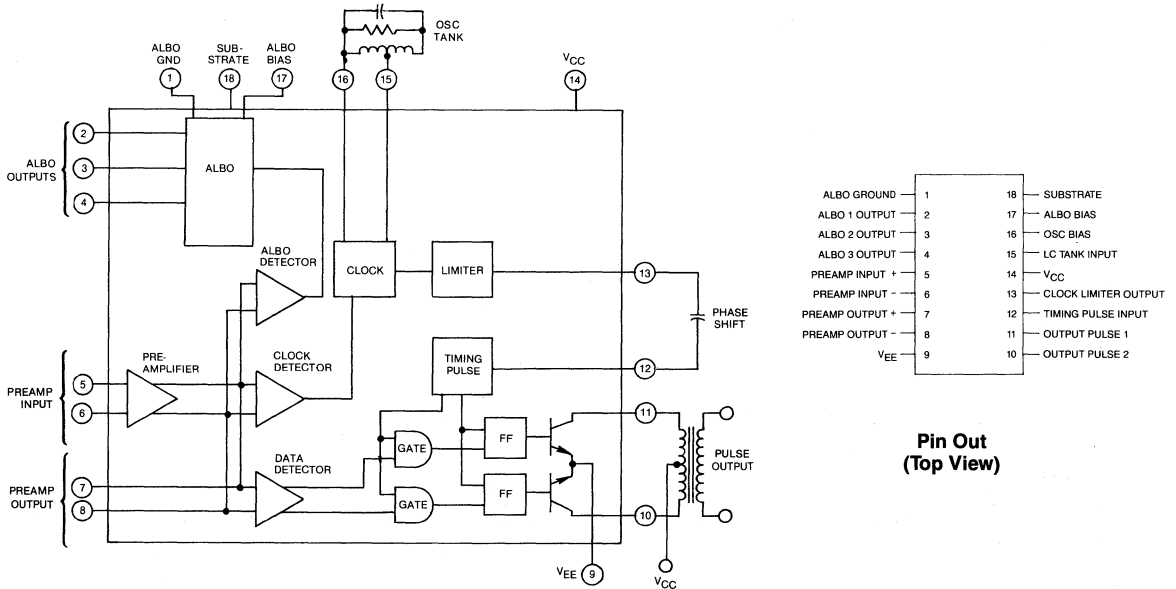 OSC
TANK
ALBO
GND
SUB-
STRATE
ALBO
BIAS
VCC
1
18
17
16
15
14
2
3
4
ALBO
OUTPUTS
ALBO
ALBO
DETECTOR
CLOCK
LIMITER
13
PHASE
SHIFT
12
TIMING
PULSE
PRE-
AMPLIFIER
CLOCK
DETECTOR
PREAMP
INPUT
5
6
11
FF
GATE
PULSE
OUTPUT
DATA
DETECTOR
PREAMP
OUTPUT
7
8
FF
GATE
10
VEE
9
VCC
ALBO GROUND 1 18 SUBSTRATE
ALBO 1 OUTPUT 2 17 ALBO BIAS
ALBO 2 OUTPUT 3 16 OSC BIAS
ALBO 3 OUTPUT 4 15 LC TANK INPUT
PREAMP INPUT + 5 14 VCC
PREAMP INPUT - 6 13 CLOCK LIMITER OUTPUT
PREAMP OUTPUT + 7 12 TIMING PULSE INPUT
PREAMP OUTPUT - 8 11 OUTPUT PULSE 1
VEE 9 10 OUTPUT PULSE 2
Pin Out
(Top View)